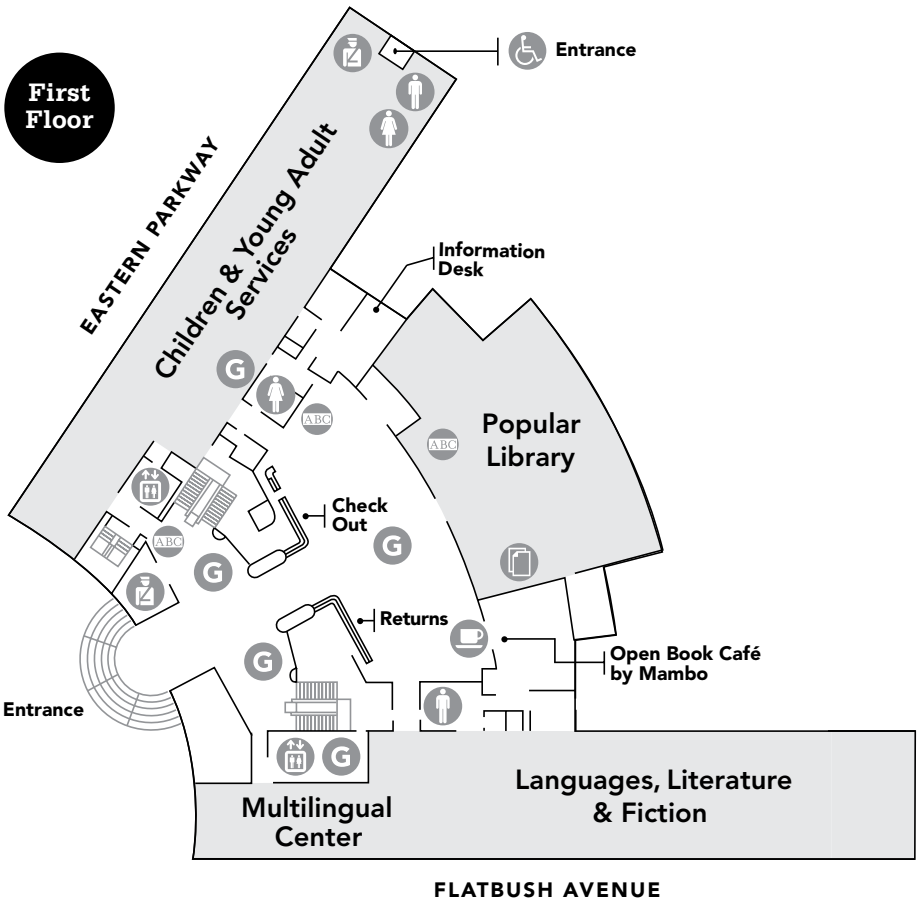 First
Floor
Entrance
EASTERN PARKWAY
Children & Young Adult
Services
Information
Desk
G
ABC
Popular
Library
ABC
Check
Out
G
ABC
G
Returns
G
Open Book Café
by Mambo
Entrance
G
Languages, Literature
& Fiction
Multilingual
Center
FLATBUSH AVENUE